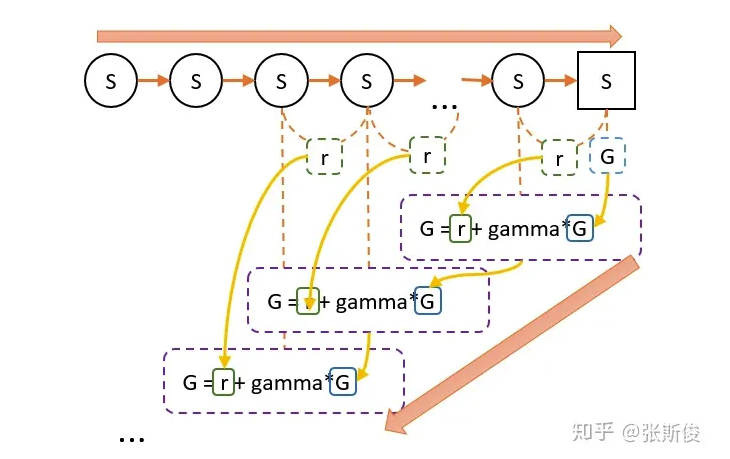 S S S S S S
...
r r r G
G = r + gamma*G
G = r + gamma*G
G = r + gamma*G
...
知乎 @张斯俊